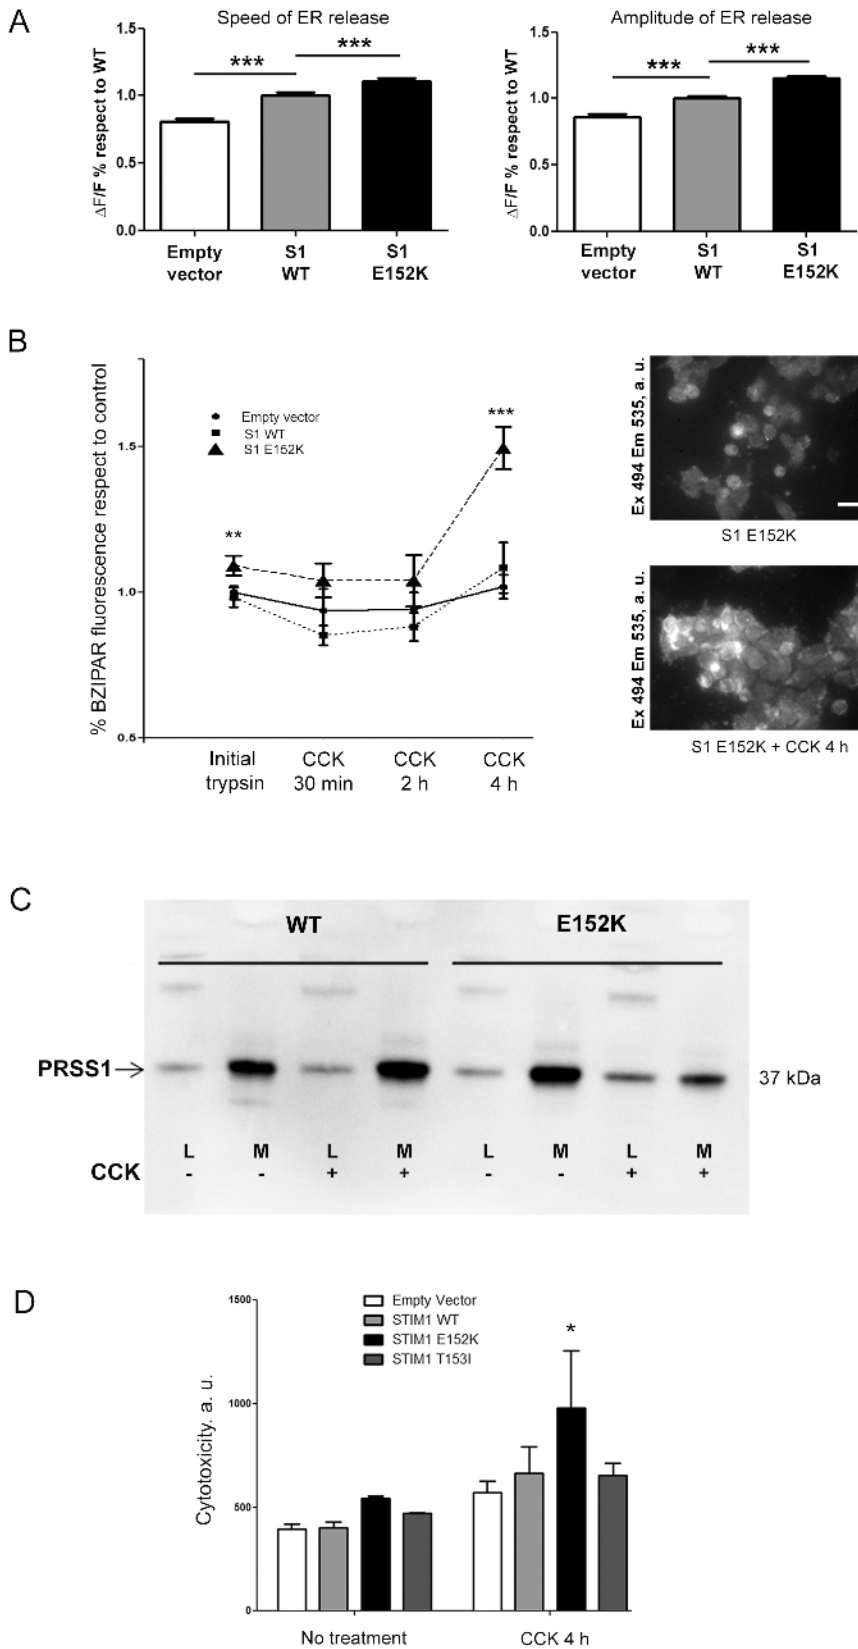 A
Speed of ER release
ΔF/F % respect to WT
1.5
1.0
0.5
0.0
***
***
Empty vector
S1 WT
S1 E152K
Amplitude of ER release
ΔF/F % respect to WT
1.5
1.0
0.5
0.0
***
***
Empty vector
S1 WT
S1 E152K
B
% BZIPAR fluorescence respect to control
1.5
1.0
0.5
Empty vector
S1 WT
S1 E152K
**
***
Initial trypsin
CCK 30 min
CCK 2 h
CCK 4 h
Ex 494 Em 535, a. u.
S1 E152K
Ex 494 Em 535, a. u.
S1 E152K + CCK 4 h
C
WT
E152K
PRSS1
37 kDa
L M L M L M L M
CCK - - + + - - + +
D
Cytotoxicity. a. u.
1500
1000
500
0
Empty Vector
STIM1 WT
STIM1 E152K
STIM1 T153I
*
No treatment
CCK 4 h